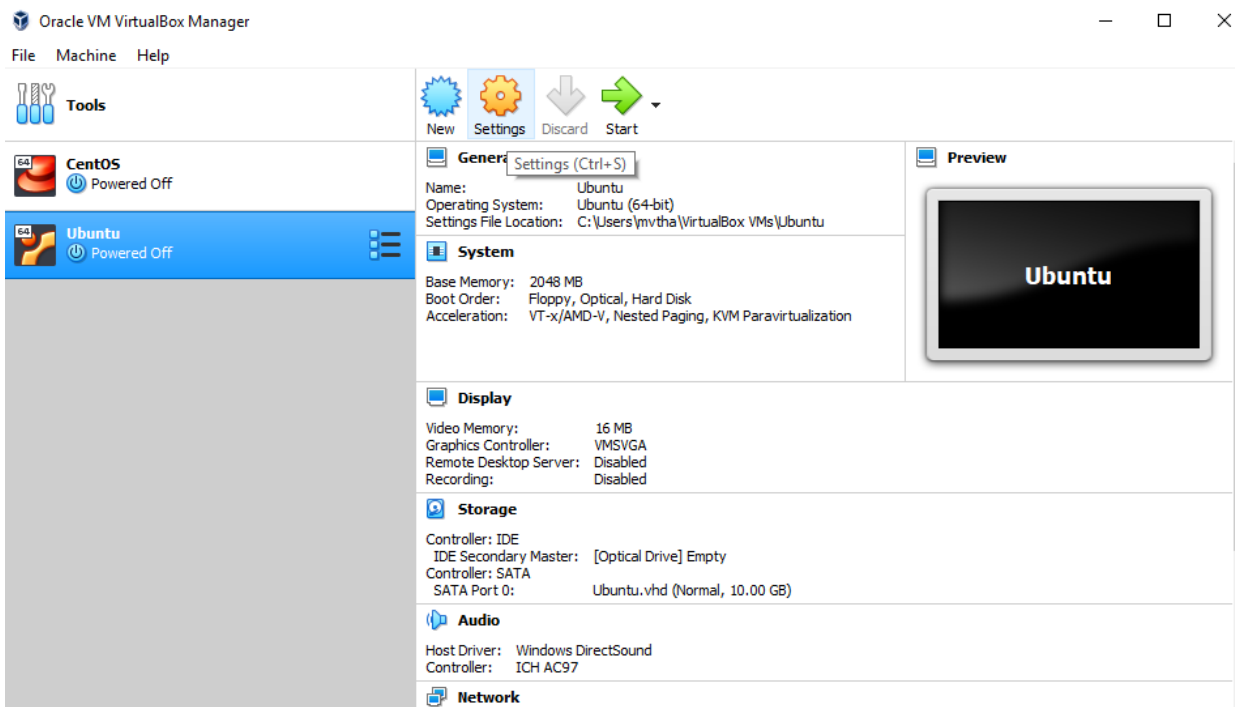 Oracle VM VirtualBox Manager
File Machine Help
Tools
New Settings Discard Start
Settings (Ctrl+S)
64 CentOS
Powered Off
64 Ubuntu
Powered Off
Genera
Name: Ubuntu
Operating System: Ubuntu (64-bit)
Settings File Location: C:\Users\mvtha\VirtualBox VMs\Ubuntu
System
Base Memory: 2048 MB
Boot Order: Floppy, Optical, Hard Disk
Acceleration: VT-x/AMD-V, Nested Paging, KVM Paravirtualization
Preview
Ubuntu
Display
Video Memory: 16 MB
Graphics Controller: VMSVGA
Remote Desktop Server: Disabled
Recording: Disabled
Storage
Controller: IDE
IDE Secondary Master: [Optical Drive] Empty
Controller: SATA
SATA Port 0: Ubuntu.vhd (Normal, 10.00 GB)
Audio
Host Driver: Windows DirectSound
Controller: ICH AC97
Network